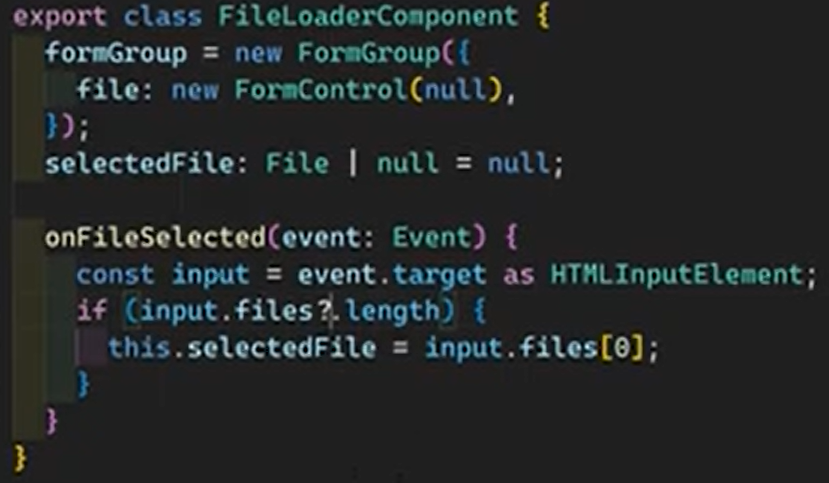 export class FileLoaderComponent {
  formGroup = new FormGroup({
    file: new FormControl(null),
  });
  selectedFile: File | null = null;
  onFileSelected(event: Event) {
    const input = event.target as HTMLInputElement;
    if (input.files?.length) {
      this.selectedFile = input.files[0];
    }
  }
}